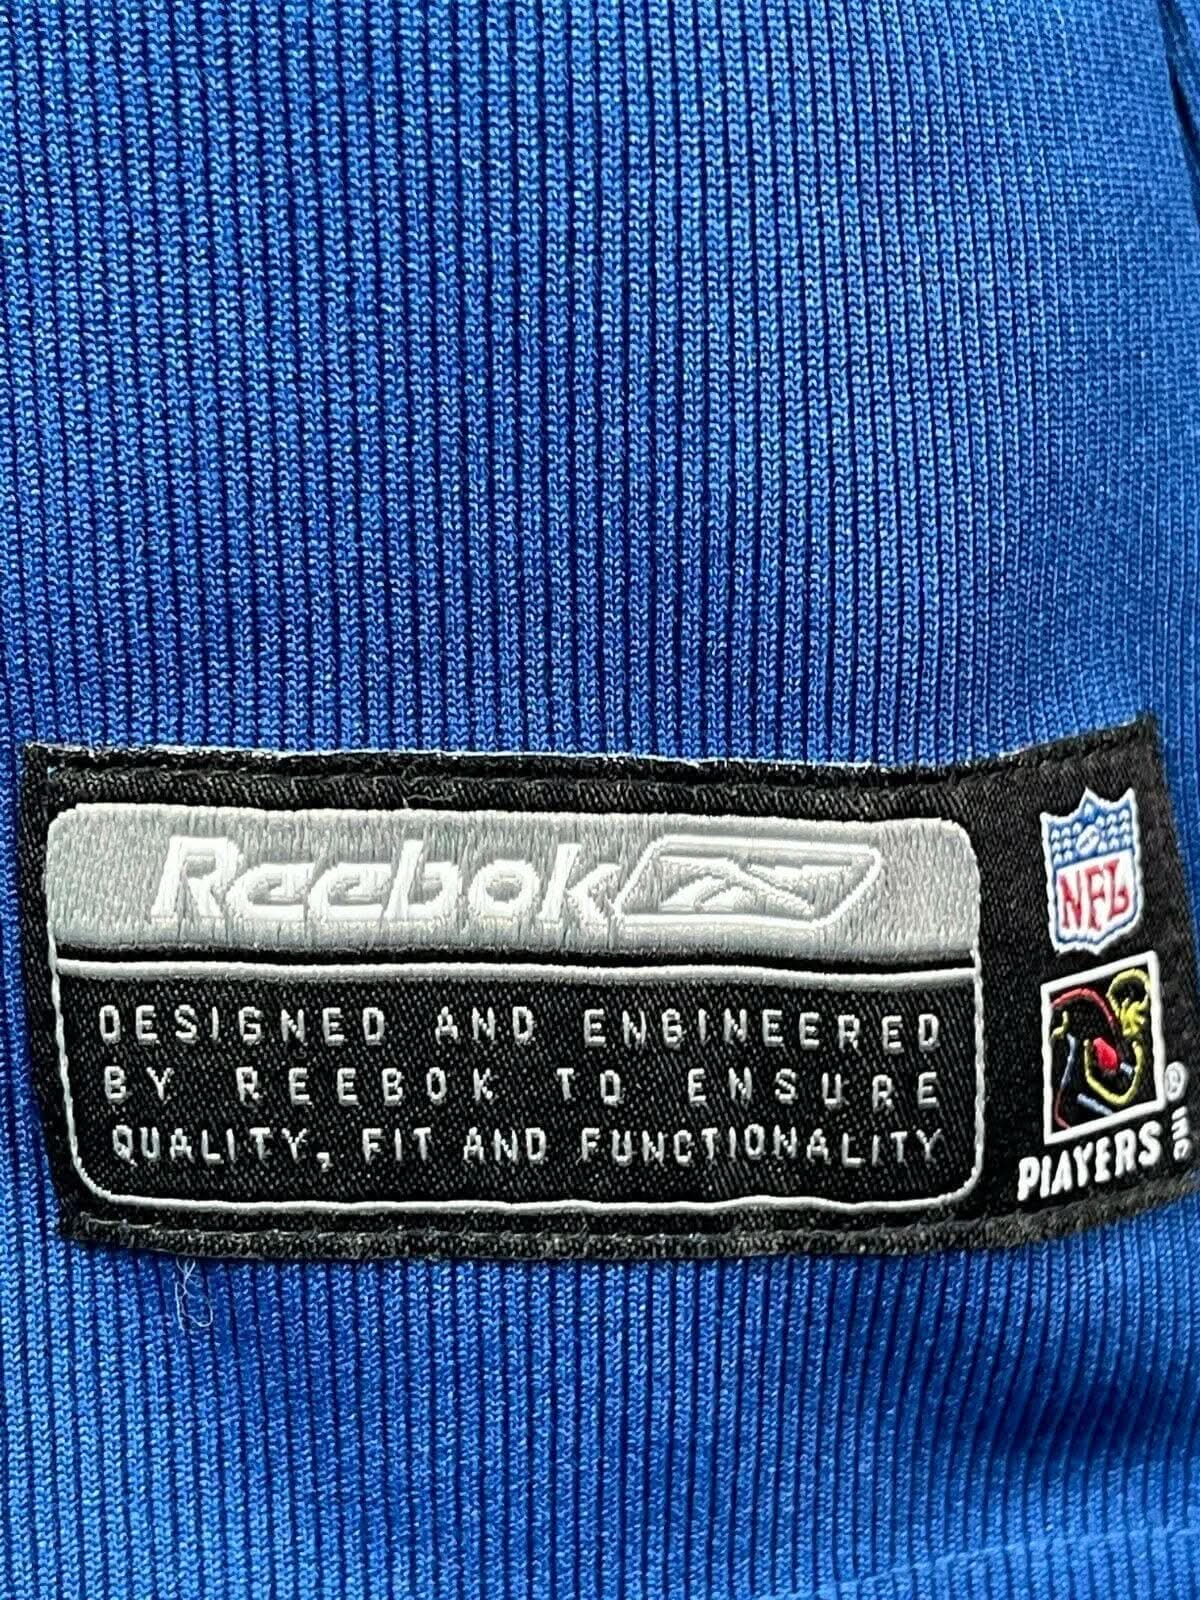 Reebok
DESIGNED AND ENGINEERED
BY REEBOK TO ENSURE
QUALITY, FIT AND FUNCTIONALITY
NFL
PLAYERS
INC
®